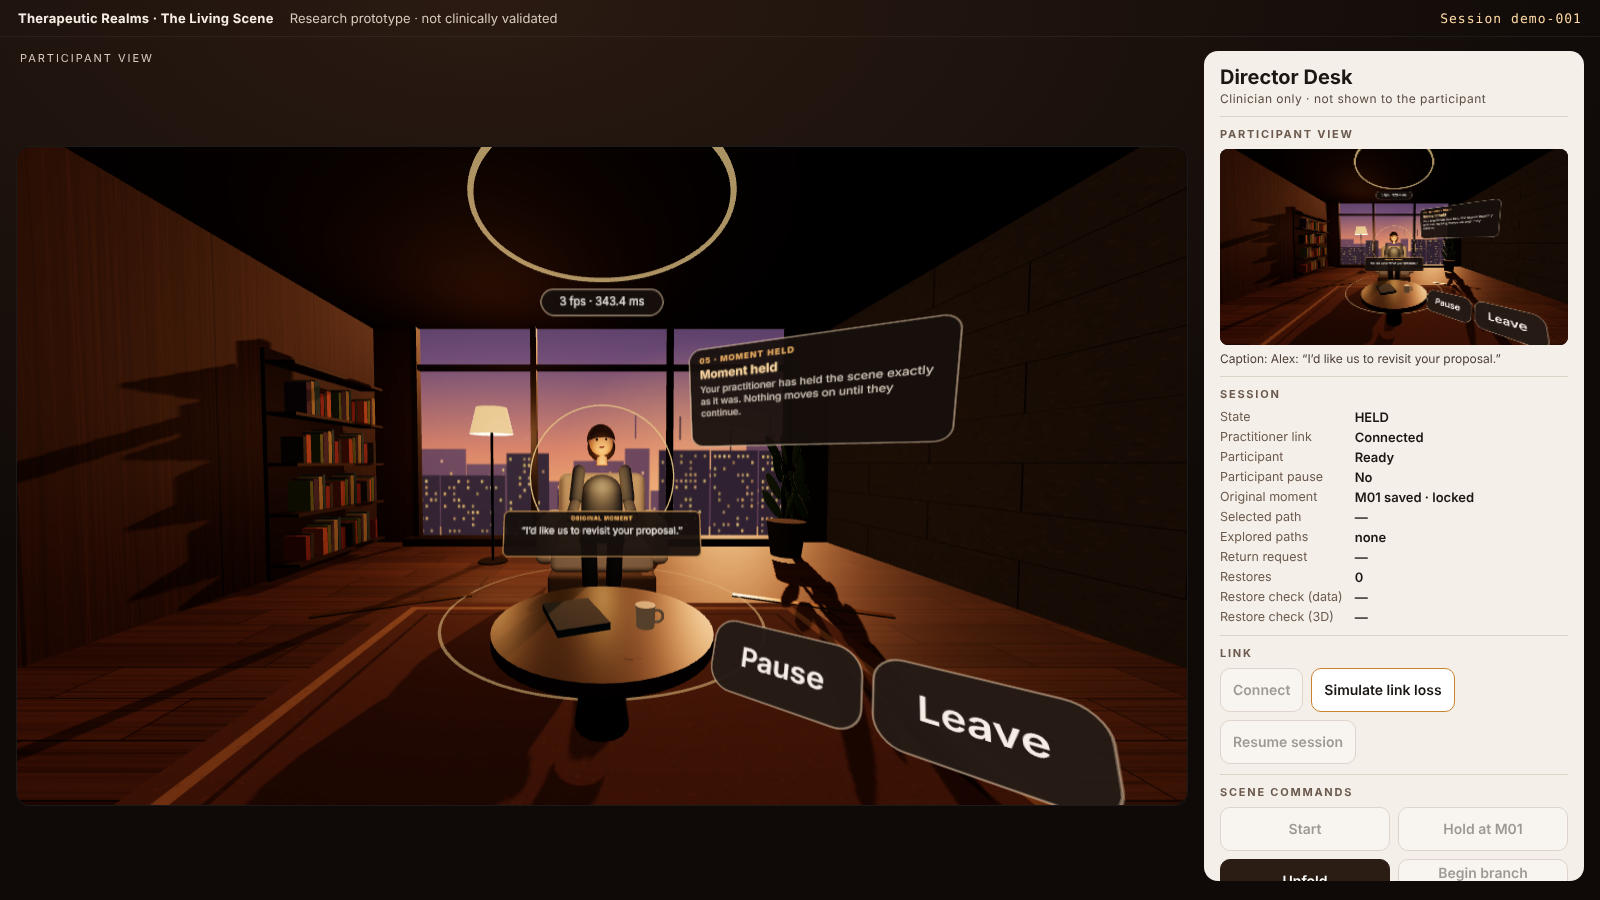 Therapeutic Realms · The Living Scene
Research prototype · not clinically validated
Session demo-001
PARTICIPANT VIEW
3 fps · 343.4 ms
05 · MOMENT HELD
Moment held
Your practitioner has held the scene exactly
as it was. Nothing moves on until they
continue.
ORIGINAL MOMENT
“I’d like us to revisit your proposal.”
Pause
Leave
Director Desk
Clinician only · not shown to the participant
PARTICIPANT VIEW
Moment held
Pause
Leave
Caption: Alex: “I’d like us to revisit your proposal.”
SESSION
State HELD
Practitioner link Connected
Participant Ready
Participant pause No
Original moment M01 saved · locked
Selected path —
Explored paths none
Return request —
Restores 0
Restore check (data) —
Restore check (3D) —
LINK
Connect
Simulate link loss
Resume session
SCENE COMMANDS
Start
Hold at M01
Unfold
Begin branch